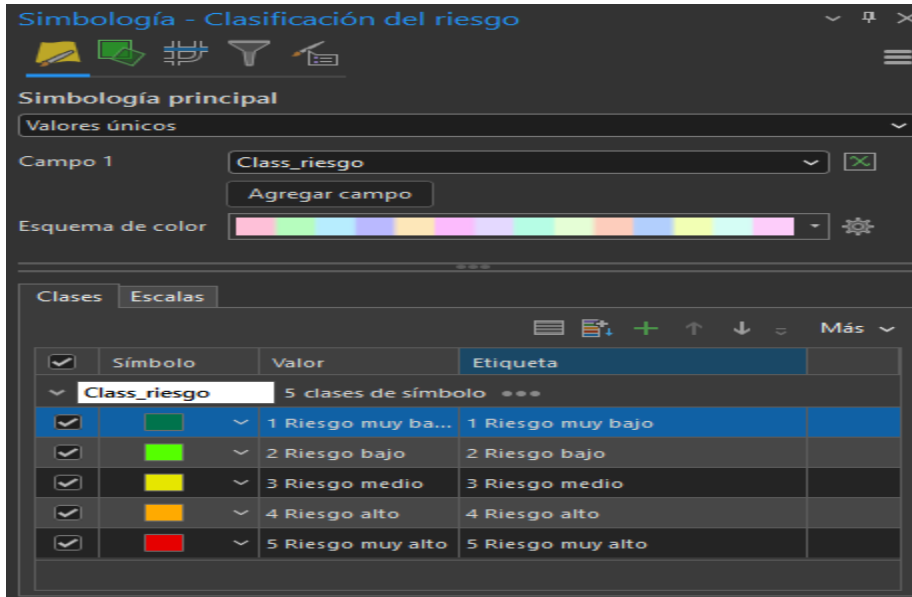 Simbología - Clasificación del riesgo
Simbología principal
Valores únicos
Campo 1 Class_riesgo
Agregar campo
Esquema de color
Clases Escalas
Más
Símbolo Valor Etiqueta
Class_riesgo 5 clases de símbolo
1 Riesgo muy ba... 1 Riesgo muy bajo
2 Riesgo bajo 2 Riesgo bajo
3 Riesgo medio 3 Riesgo medio
4 Riesgo alto 4 Riesgo alto
5 Riesgo muy alto 5 Riesgo muy alto